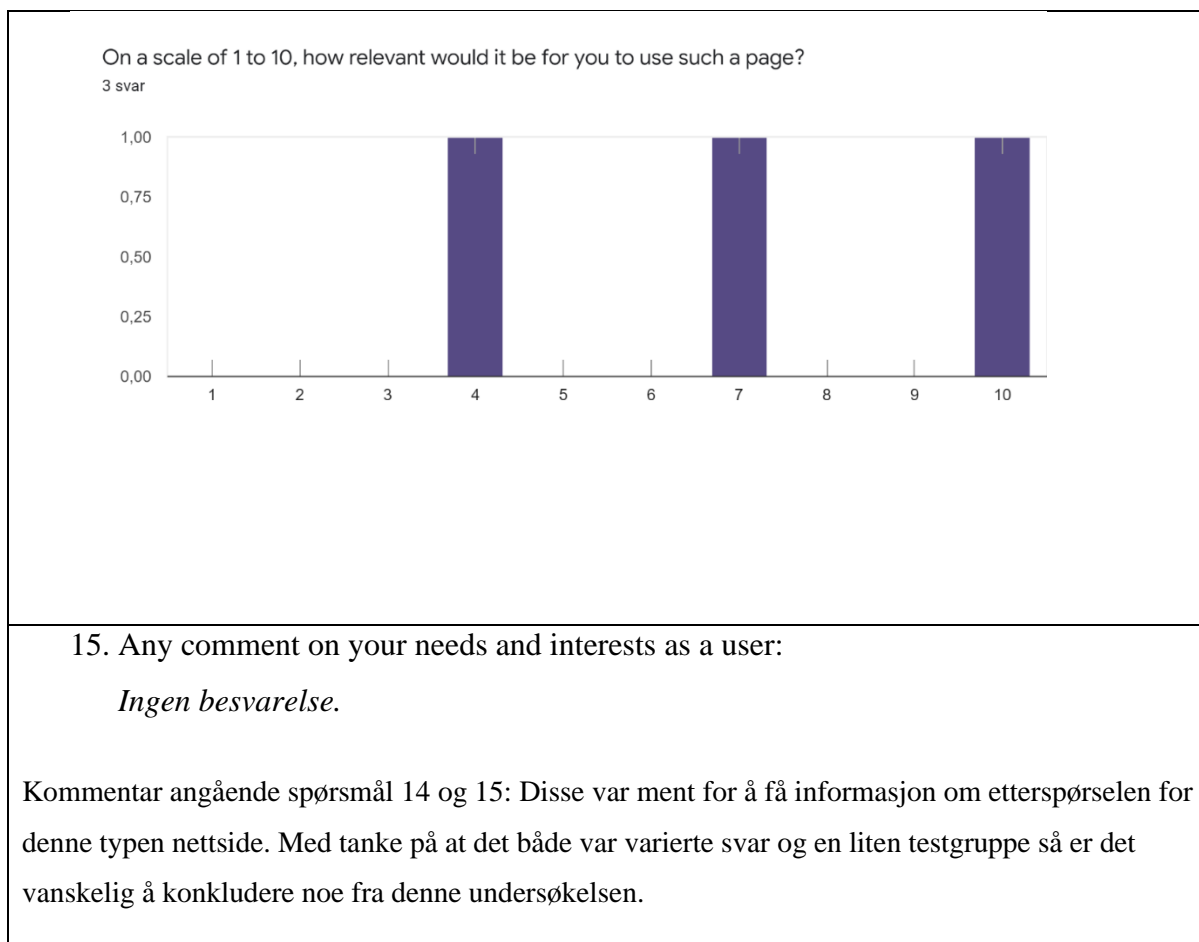 On a scale of 1 to 10, how relevant would it be for you to use such a page?
3 svar
1,00
0,75
0,50
0,25
0,00
1 2 3 4 5 6 7 8 9 10
15. Any comment on your needs and interests as a user:
Ingen besvarelse.
Kommentar angående spørsmål 14 og 15: Disse var ment for å få informasjon om etterspørselen for
denne typen nettside. Med tanke på at det både var varierte svar og en liten testgruppe så er det
vanskelig å konkludere noe fra denne undersøkelsen.